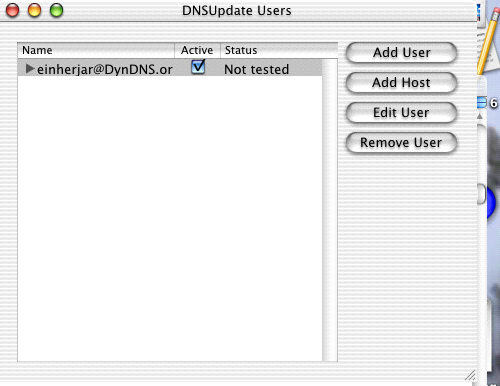 DNSUpdate Users
Name Active Status
einherjar@DynDNS.or Not tested
Add User
Add Host
Edit User
Remove User
6